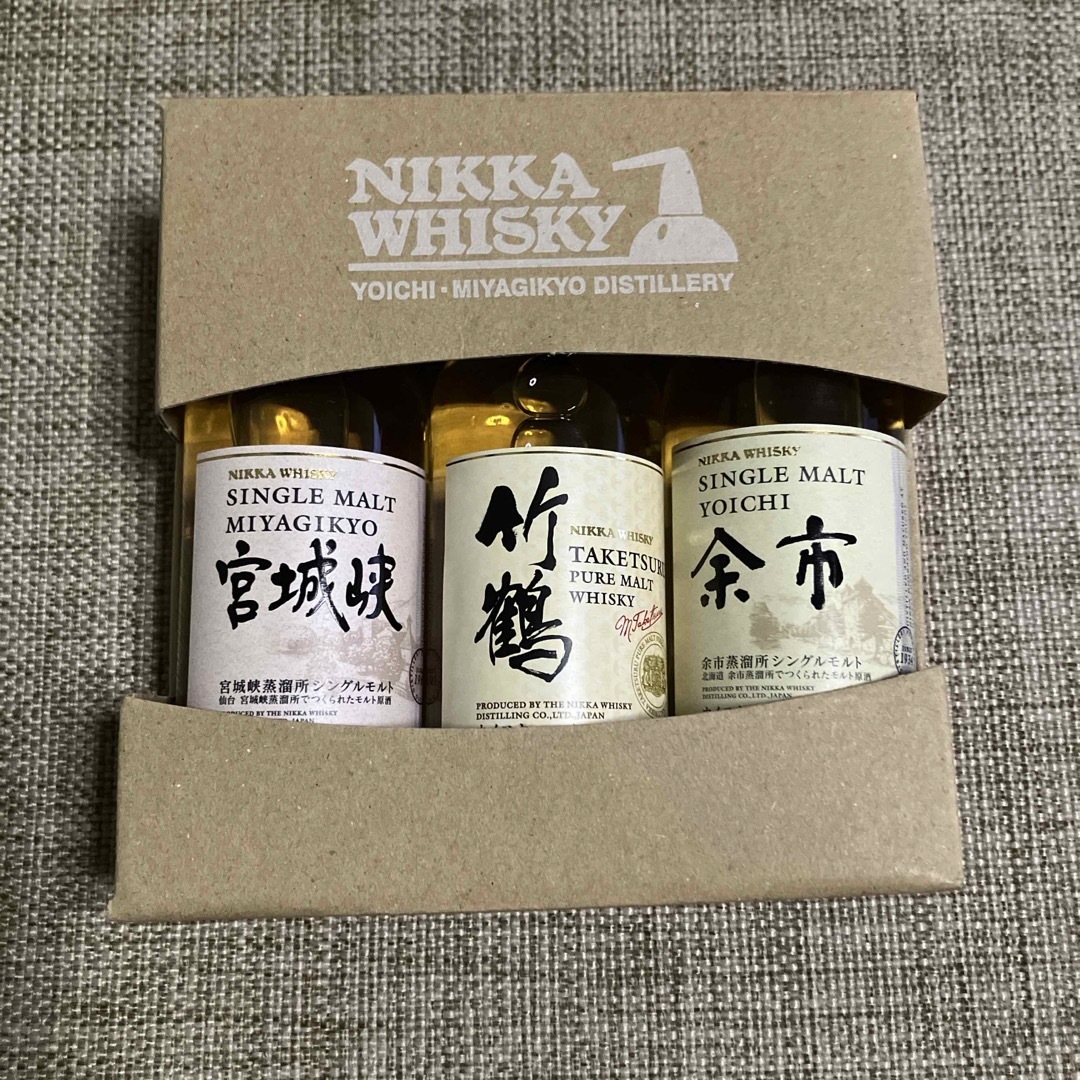 NIKKA
WHISKY
YOICHI・MIYAGIKYO DISTILLERY
NIKKA WHISKY
SINGLE MALT
MIYAGIKYO
宮城峡
宮城峡蒸溜所シングルモルト
仙台 宮城峡蒸溜所でつくられたモルト原酒
PRODUCED BY THE NIKKA WHISKY
竹鶴
NIKKA WHISKY
TAKETSURU
PURE MALT
WHISKY
PRODUCED BY THE NIKKA WHISKY
DISTILLING CO.,LTD.,JAPAN
NIKKA WHISKY
SINGLE MALT
YOICHI
余市
余市蒸溜所シングルモルト
北海道 余市蒸溜所でつくられたモルト原酒
PRODUCED BY THE NIKKA WHISKY
DISTILLING CO.,LTD.,JAPAN